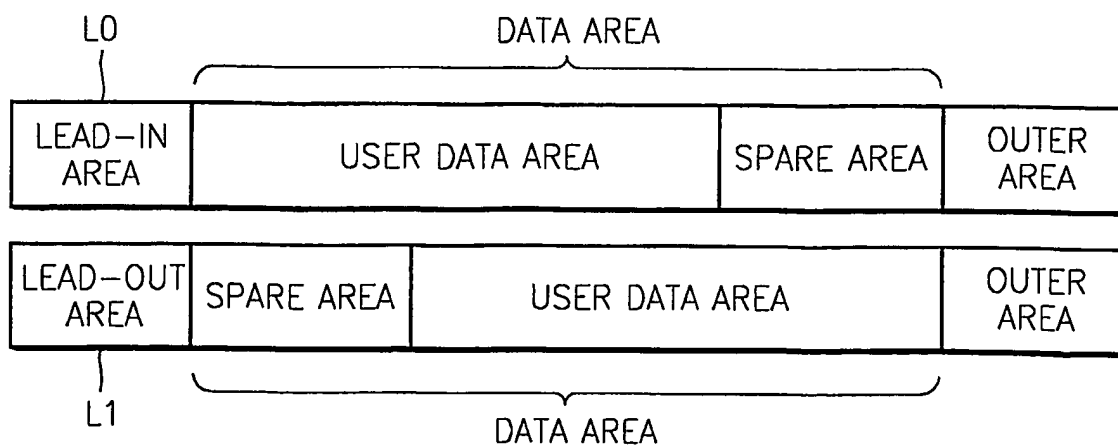 L0
DATA AREA
LEAD-IN
AREA
USER DATA AREA
SPARE AREA
OUTER
AREA
LEAD-OUT
AREA
SPARE AREA
USER DATA AREA
OUTER
AREA
L1
DATA AREA